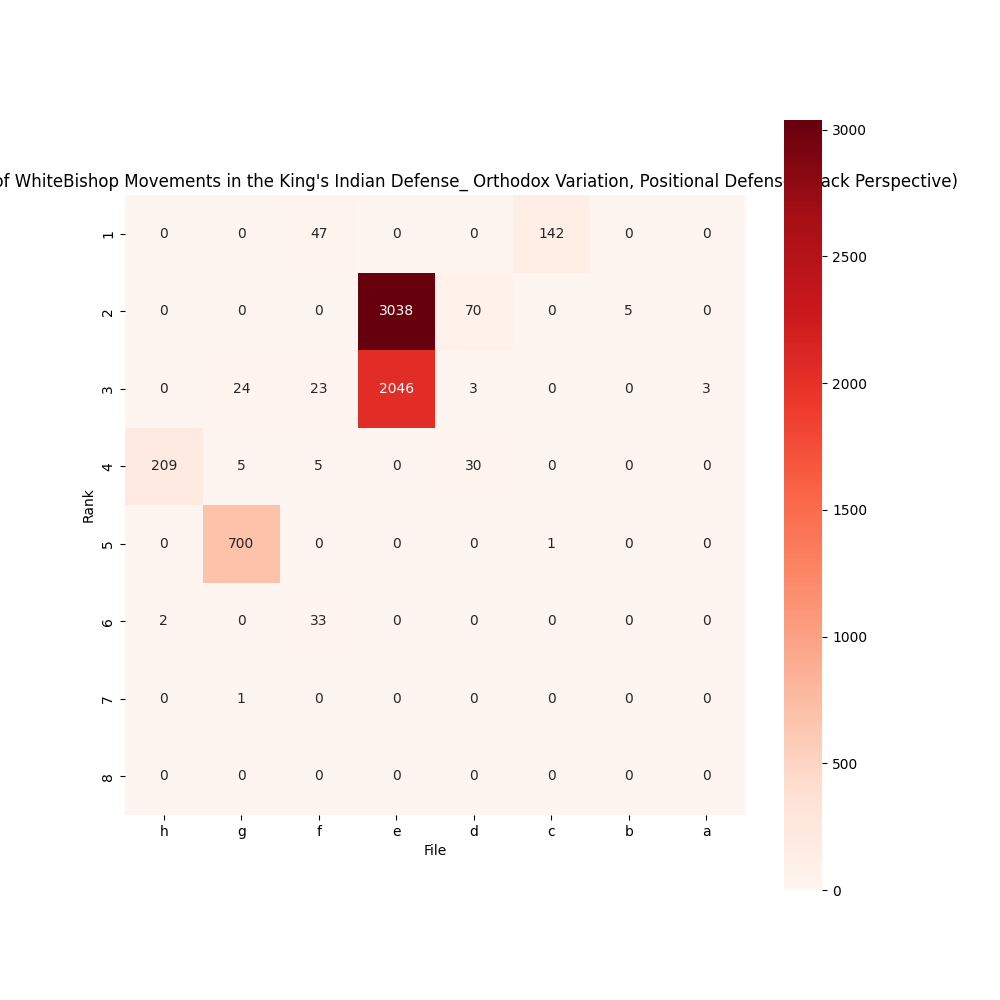 of WhiteBishop Movements in the King's Indian Defense_ Orthodox Variation, Positional Defens ack Perspective)
3000
2500
2000
1500
1000
500
0
1 0 0 47 0 0 142 0 0
2 0 0 0 3038 70 0 5 0
3 0 24 23 2046 3 0 0 3
4 209 5 5 0 30 0 0 0
Rank
5 0 700 0 0 0 1 0 0
6 2 0 33 0 0 0 0 0
7 0 1 0 0 0 0 0 0
8 0 0 0 0 0 0 0 0
h g f e d c b a
File